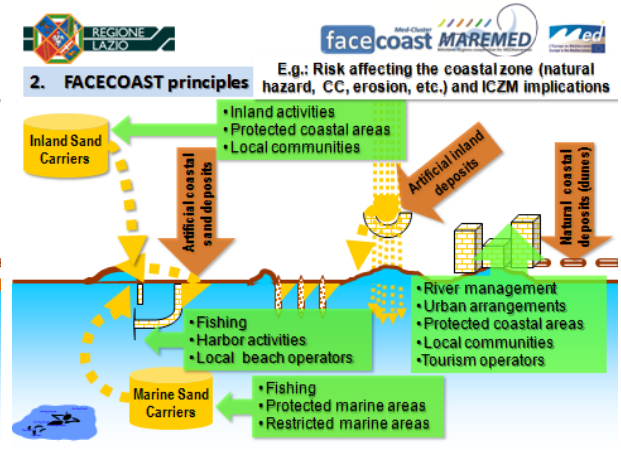 REGIONE
LAZIO
Med-Cluster
facecoast
MAREMED
Med
2. FACECOAST principles
E.g.: Risk affecting the coastal zone (natural
hazard, CC, erosion, etc.) and ICZM implications
Inland Sand
Carriers
•Inland activities
•Protected coastal areas
•Local communities
Artificial coastal
sand deposits
Artificial inland
deposits
Natural coastal
deposits (dunes)
•Fishing
•Harbor activities
•Local beach operators
•River management
•Urban arrangements
•Protected coastal areas
•Local communities
•Tourism operators
Marine Sand
Carriers
•Fishing
•Protected marine areas
•Restricted marine areas